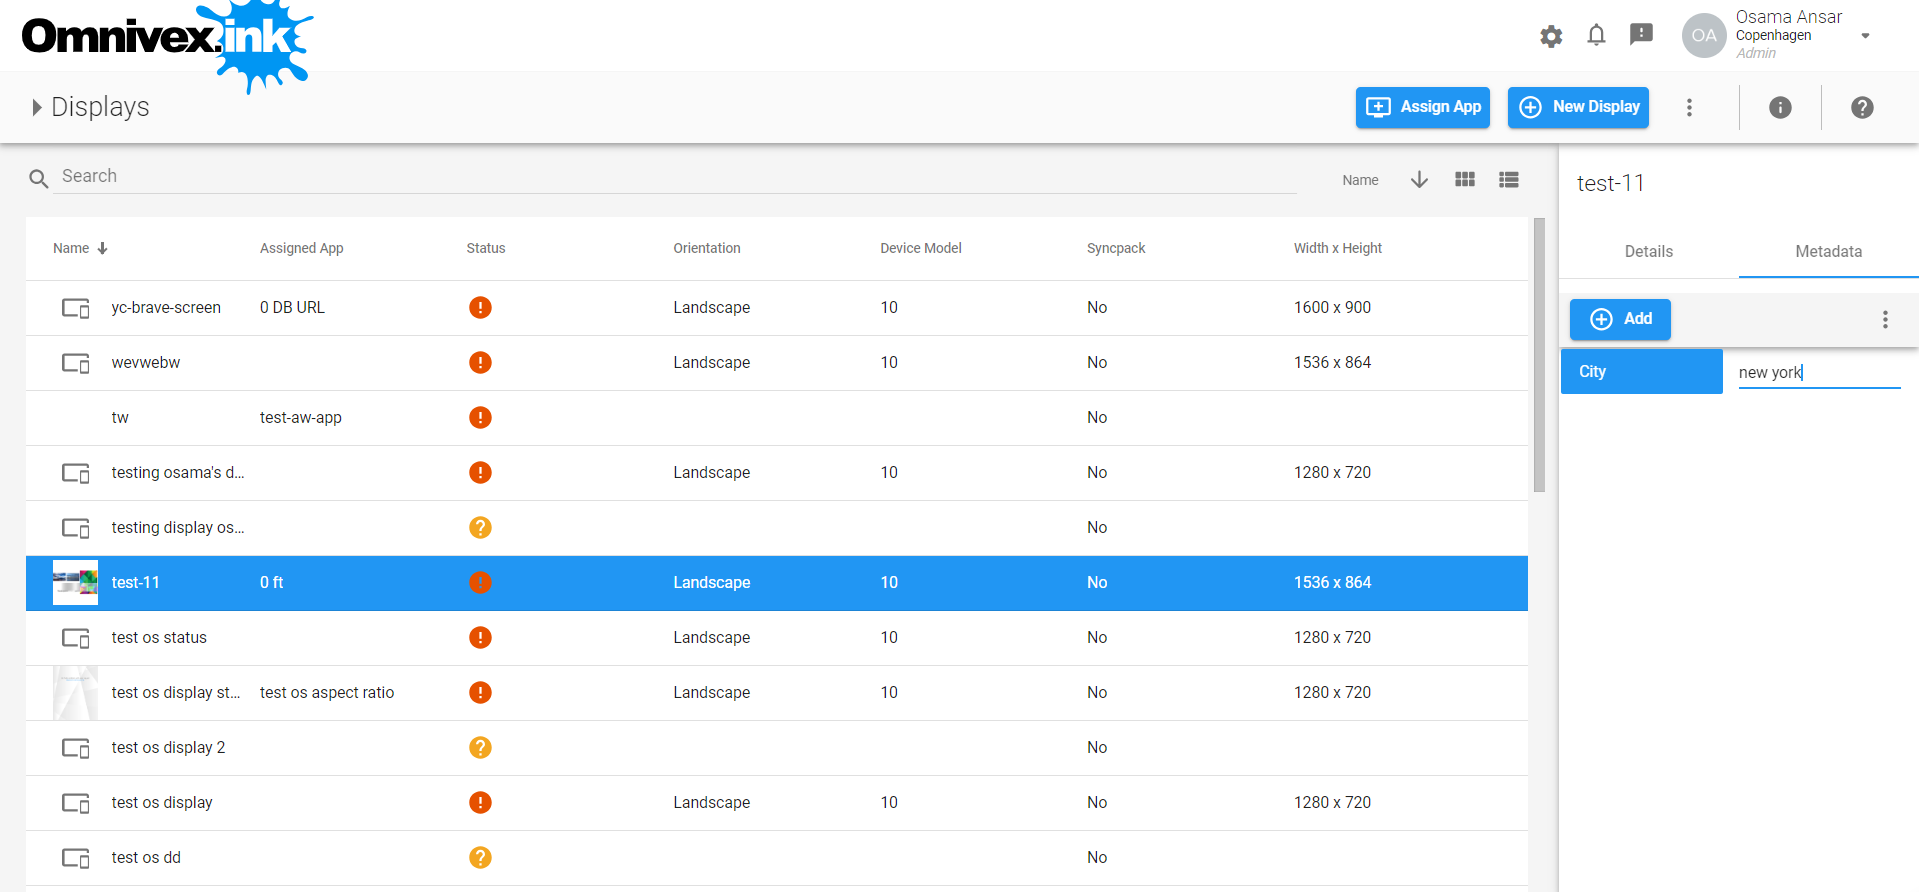 Omnivex.ink
OA
Osama Ansar
Copenhagen
Admin
Displays
Assign App
New Display
Search
Name
Name Assigned App Status Orientation Device Model Syncpack Width x Height
yc-brave-screen 0 DB URL Landscape 10 No 1600 x 900
wevwebw Landscape 10 No 1536 x 864
tw test-aw-app No
testing osama's d... Landscape 10 No 1280 x 720
testing display os... No
test-11 0 ft Landscape 10 No 1536 x 864
test os status Landscape 10 No 1280 x 720
test os display st... test os aspect ratio Landscape 10 No 1280 x 720
test os display 2 No
test os display Landscape 10 No 1280 x 720
test os dd No
test-11
Details Metadata
Add
City new york